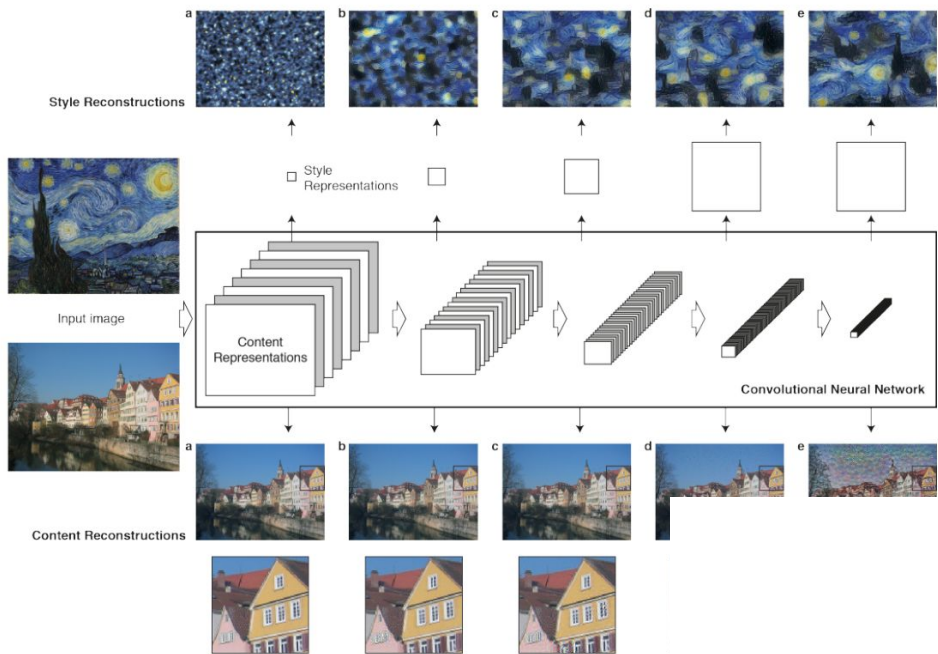 a b c d e
Style Reconstructions
Style
Representations
Input image
Content
Representations
Convolutional Neural Network
a b c d e
Content Reconstructions